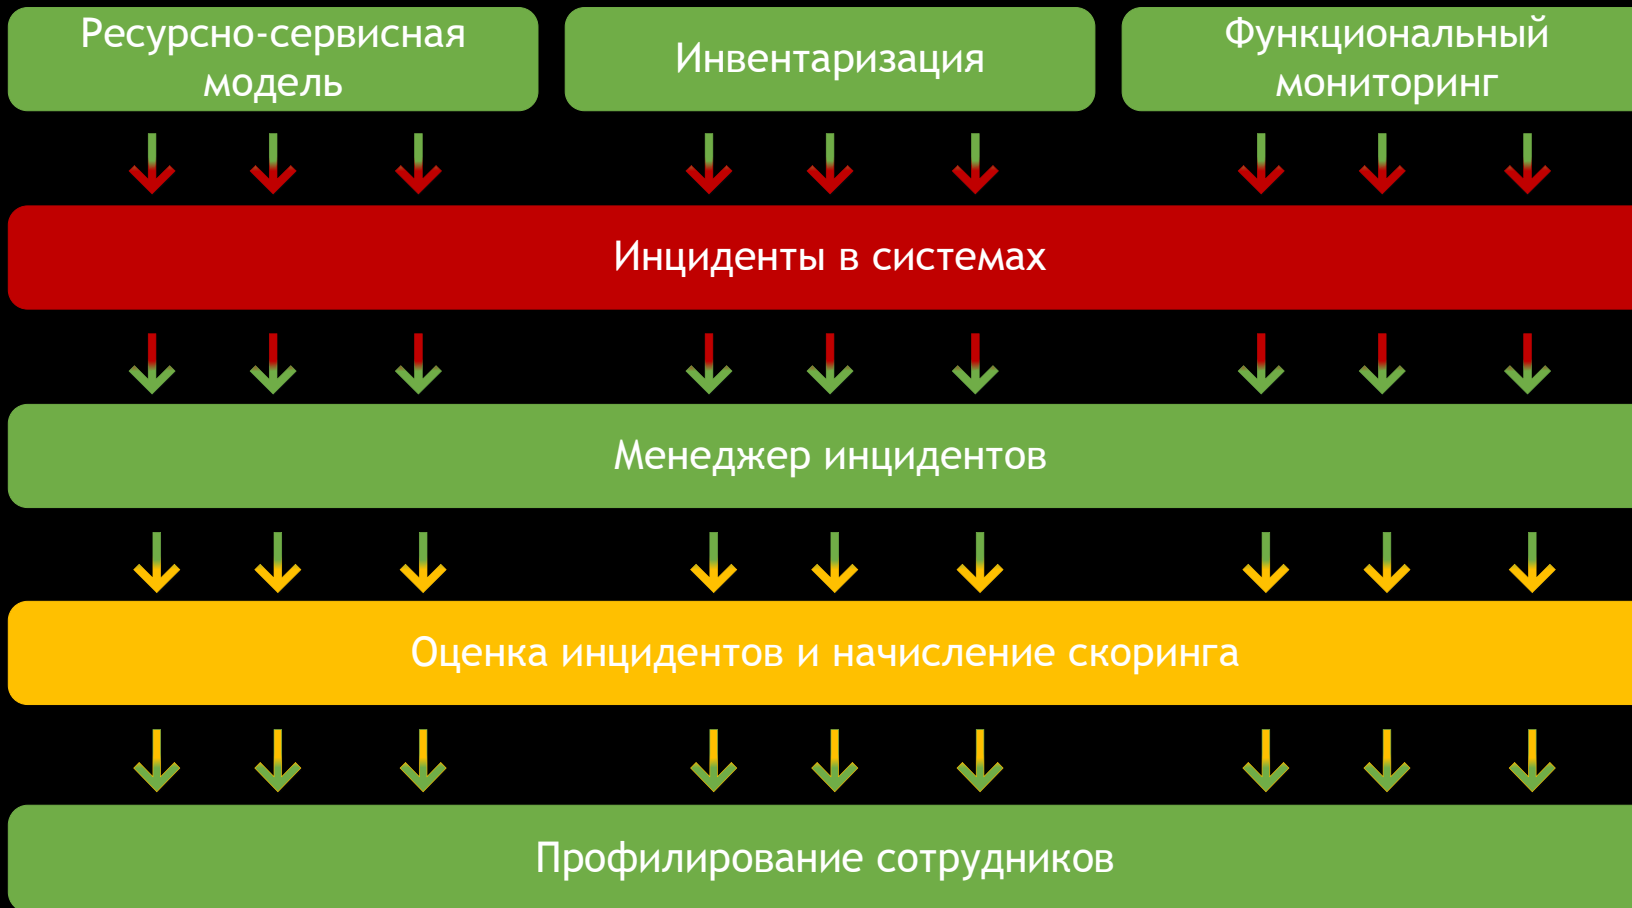 Ресурсно-сервисная
модель
Инвентаризация
Функциональный
мониторинг
Инциденты в системах
Менеджер инцидентов
Оценка инцидентов и начисление скоринга
Профилирование сотрудников